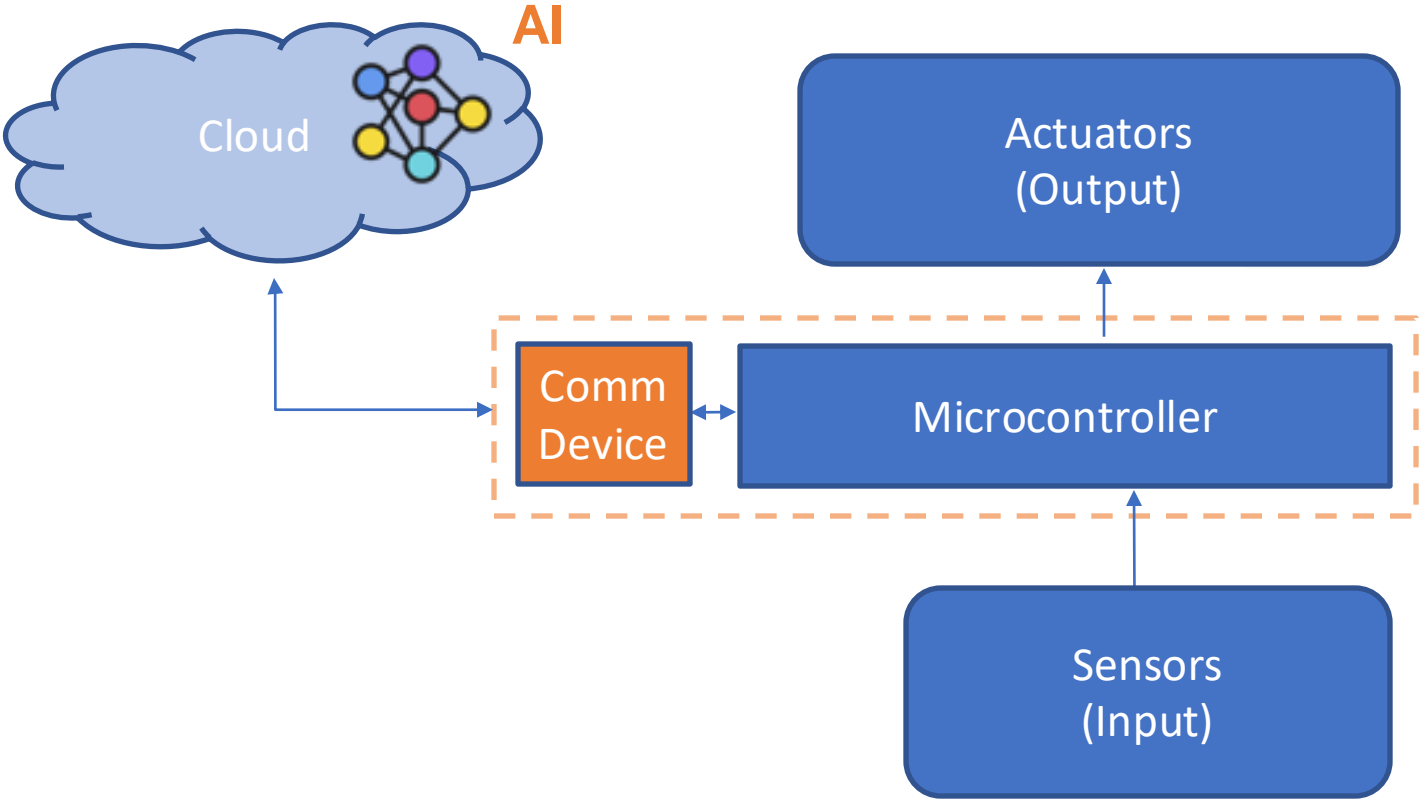 AI
Cloud
Actuators
(Output)
Comm
Device
Microcontroller
Sensors
(Input)